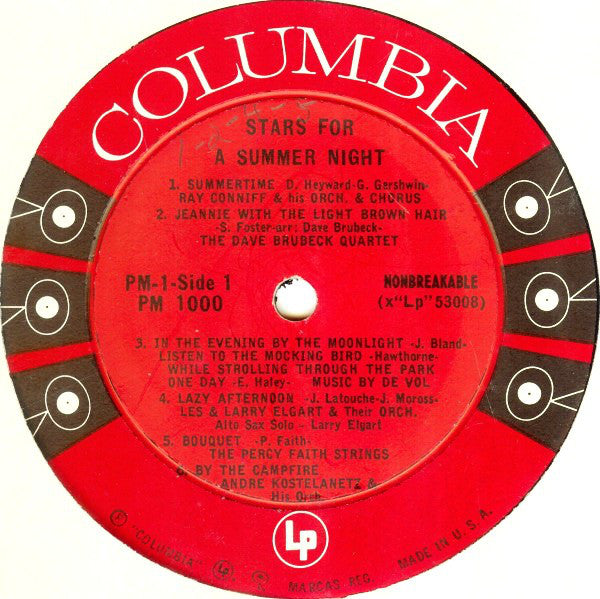 COLUMBIA
STARS FOR
A SUMMER NIGHT
1. SUMMERTIME D. Heyward-G. Gershwin-
RAY CONNIFF & his ORCH. & CHORUS
2. JEANNIE WITH THE LIGHT BROWN HAIR
-S. Foster-arr: Dave Brubeck-
THE DAVE BRUBECK QUARTET
PM-1-Side 1
PM 1000
NONBREAKABLE
(x"Lp"53008)
3. IN THE EVENING BY THE MOONLIGHT -J. Bland-
LISTEN TO THE MOCKING BIRD -Hawthorne-
WHILE STROLLING THROUGH THE PARK
ONE DAY -E. Haley- MUSIC BY DE VOL
4. LAZY AFTERNOON -J. Latouche-J. Moross-
LES & LARRY ELGART & Their ORCH.
Alto Sax Solo - Larry Elgart
5. BOUQUET -P. Faith-
THE PERCY FAITH STRINGS
6. BY THE CAMPFIRE
ANDRE KOSTELANETZ &
His Orch.
Lp
"COLUMBIA" Lp MARCAS REG. MADE IN U.S.A.